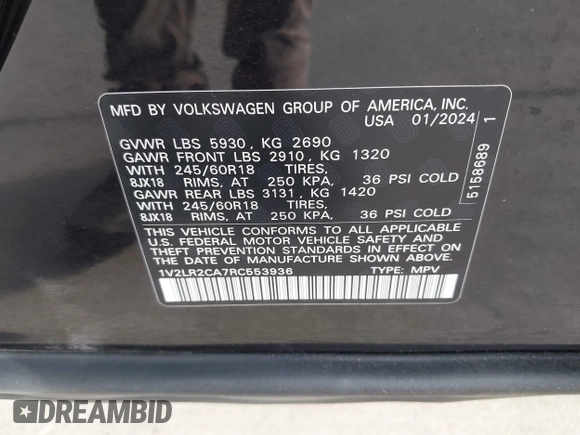 MFD BY VOLKSWAGEN GROUP OF AMERICA, INC.
USA 01/2024
GVWR LBS 5930, KG 2690
GAWR FRONT LBS 2910, KG 1320
WITH 245/60R18 TIRES,
8JX18 RIMS, AT 250 KPA, 36 PSI COLD
GAWR REAR LBS 3131, KG 1420
WITH 245/60R18 TIRES,
8JX18 RIMS, AT 250 KPA, 36 PSI COLD
THIS VEHICLE CONFORMS TO ALL APPLICABLE
U.S. FEDERAL MOTOR VEHICLE SAFETY AND
THEFT PREVENTION STANDARDS IN EFFECT ON
THE DATE OF MANUFACTURE SHOWN ABOVE.
1V2LR2CA7RC553936 TYPE: MPV
5158689 1
DREAMBID